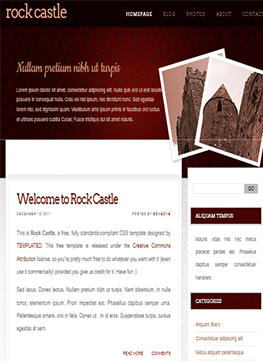 rock castle
HOMEPAGE BLOG PHOTOS ABOUT CONTACT
Nullam pretium nibh ut turpis
Lorem ipsum dolor sit amet, consectetur adipiscing elit. Nulla quis
posuere in consequat nulla. Cras vel mi ipsum, nec tincidunt mi. Sed egestas
lorem nisl, sed dignissim quam. Vestibulum ante ipsum primis in faucibus orci luctus
et ultrices posuere cubilia Curae; Fusce tristique dui sit amet mauris.
GO
Welcome to Rock Castle
DECEMBER 12, 2011 POSTED BY SOMEONE
This is Rock Castle, a free, fully standards-compliant CSS template designed by
TEMPLATED. This free template is released under the Creative Commons
Attribution license, so you're pretty much free to do whatever you want with it (even
use it commercially) provided you give us credit for it. Have fun :)
Sed lacus. Donec lectus. Nullam pretium nibh ut turpis. Nam bibendum. In nulla
tortor, elementum ipsum. Proin imperdiet est. Phasellus dapibus semper urna.
Pellentesque ornare, orci in felis. Donec ut . In id eros. Suspendisse turpis, cursus
egestas at sem.
READ MORE COMMENTS
ALIQUAM TEMPUS
Mauris vitae nisl nec metus
placerat perdiet est. Phasellus
dapibus semper consectetuer
hendrerit.
CATEGORIES
Aliquam libero
Consectetuer adipiscing elit
Metus aliquam pellentesque